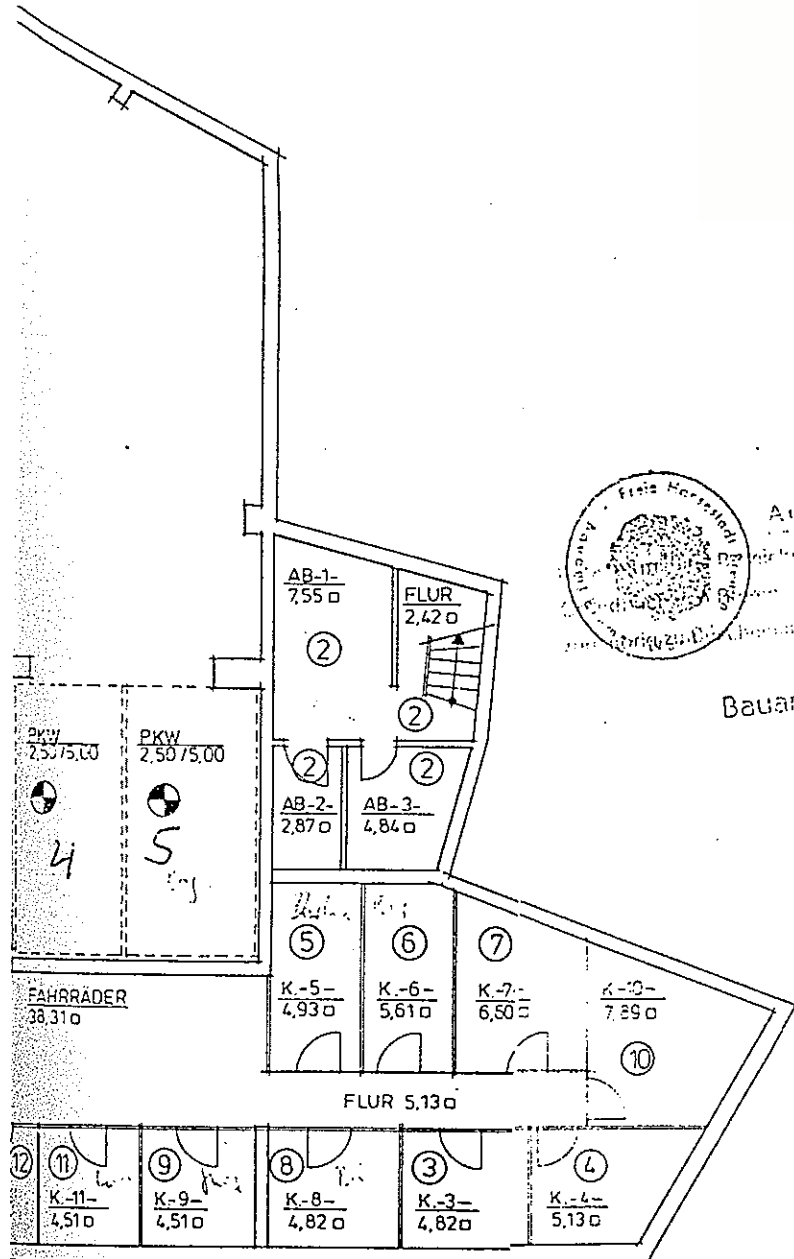 AB-1-
7,55 □
②
FLUR
2,42 □
②
Freie Hansestadt Bremen
PKW
2,50/5,00
4
PKW
2,50/5,00
5
②
AB-2-
2,87 □
②
AB-3-
4,84 □
⑤
K.-5-
4,93 □
⑥
K.-6-
5,61 □
⑦
K.-7-
6,50 □
K-10-
7,89 □
⑩
FAHRRÄDER
38,31 □
FLUR 5,13 □
⑫
⑪
K.-11-
4,51 □
⑨
K.-9-
4,51 □
⑧
K.-8-
4,82 □
③
K.-3-
4,82 □
④
K.-4-
5,13 □